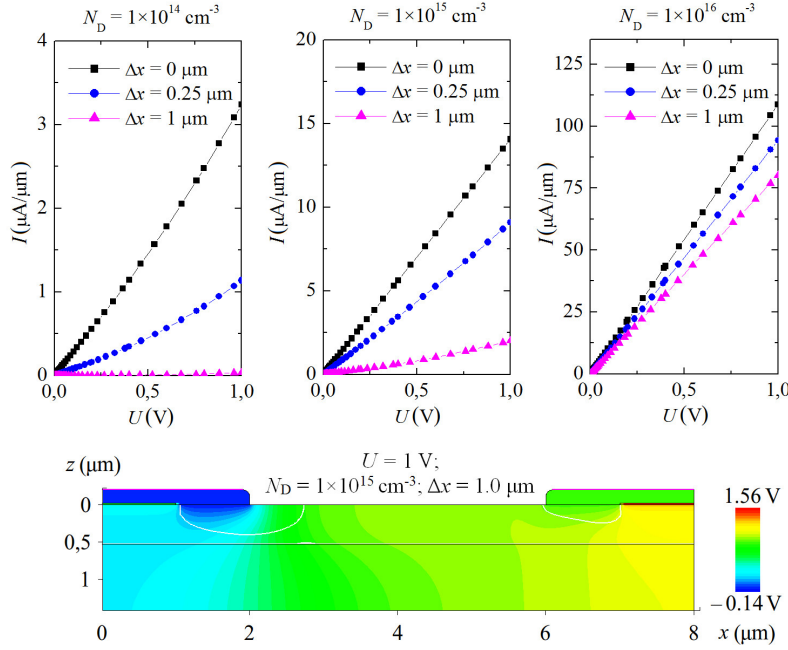 N_D = 1×10^14 cm^-3
4
3
2
1
0
I (μA/μm)
Δx = 0 μm
Δx = 0.25 μm
Δx = 1 μm
0,0
0,5
1,0
U (V)
N_D = 1×10^15 cm^-3
20
15
10
5
0
I (μA/μm)
Δx = 0 μm
Δx = 0.25 μm
Δx = 1 μm
0,0
0,5
1,0
U (V)
N_D = 1×10^16 cm^-3
125
100
75
50
25
0
I (μA/μm)
Δx = 0 μm
Δx = 0.25 μm
Δx = 1 μm
0,0
0,5
1,0
U (V)
z (μm)
U = 1 V;
N_D = 1×10^15 cm^-3; Δx = 1.0 μm
0
0,5
1
1.56 V
−0.14 V
0
2
4
6
8
x (μm)